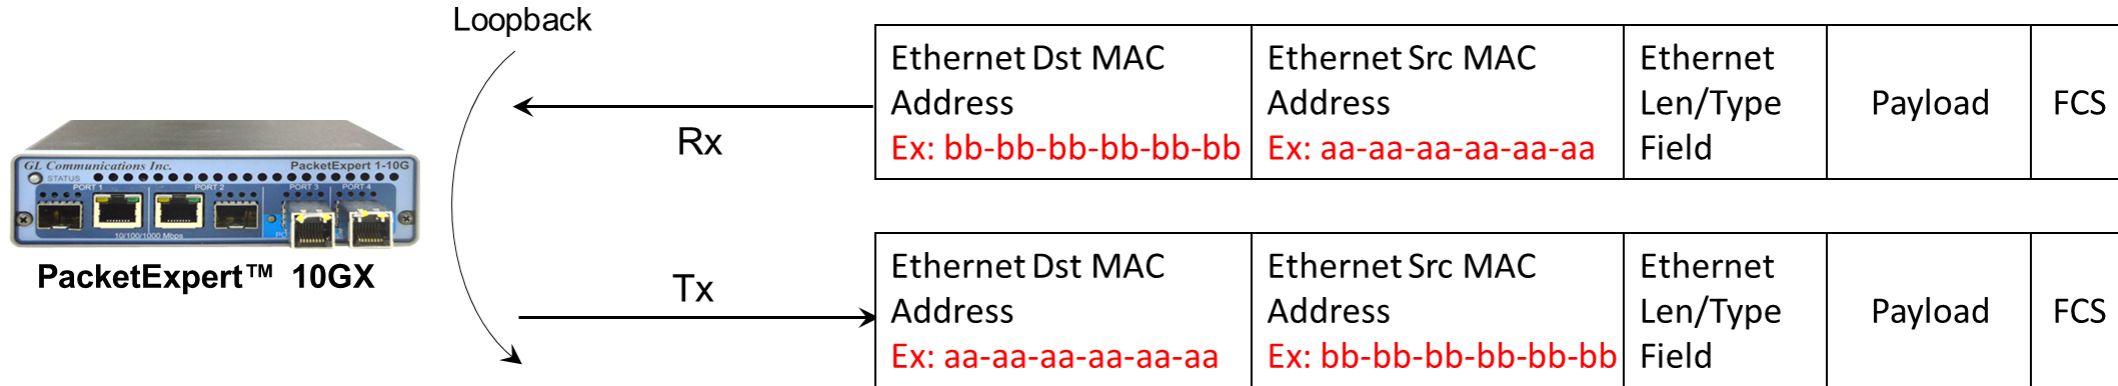 Loopback
Ethernet Dst MAC
Address
Ex: bb-bb-bb-bb-bb-bb
Ethernet Src MAC
Address
Ex: aa-aa-aa-aa-aa-aa
Ethernet
Len/Type
Field
Payload
FCS
Rx
GL Communications Inc.
PacketExpert 1-10G
STATUS
PORT 1
PORT 2
PORT 3
PORT 4
10/100/1000 Mbps
PacketExpert™ 10GX
Tx
Ethernet Dst MAC
Address
Ex: aa-aa-aa-aa-aa-aa
Ethernet Src MAC
Address
Ex: bb-bb-bb-bb-bb-bb
Ethernet
Len/Type
Field
Payload
FCS